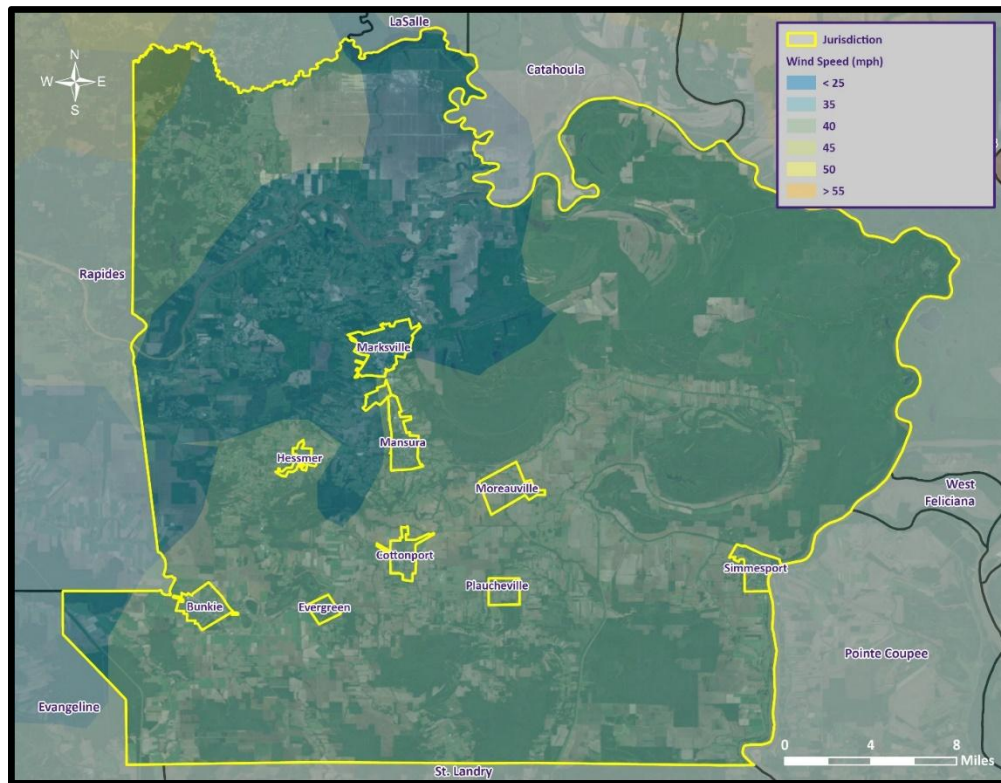 LaSalle
N
W E
S
Catahoula
Jurisdiction
Wind Speed (mph)
< 25
35
40
45
50
> 55
Rapides
Marksville
Mansura
Hessmer
Moreauville
West
Feliciana
Cottonport
Simmesport
Plaucheville
Bunkie
Evergreen
Pointe Coupee
Evangeline
0 4 8
Miles
St. Landry